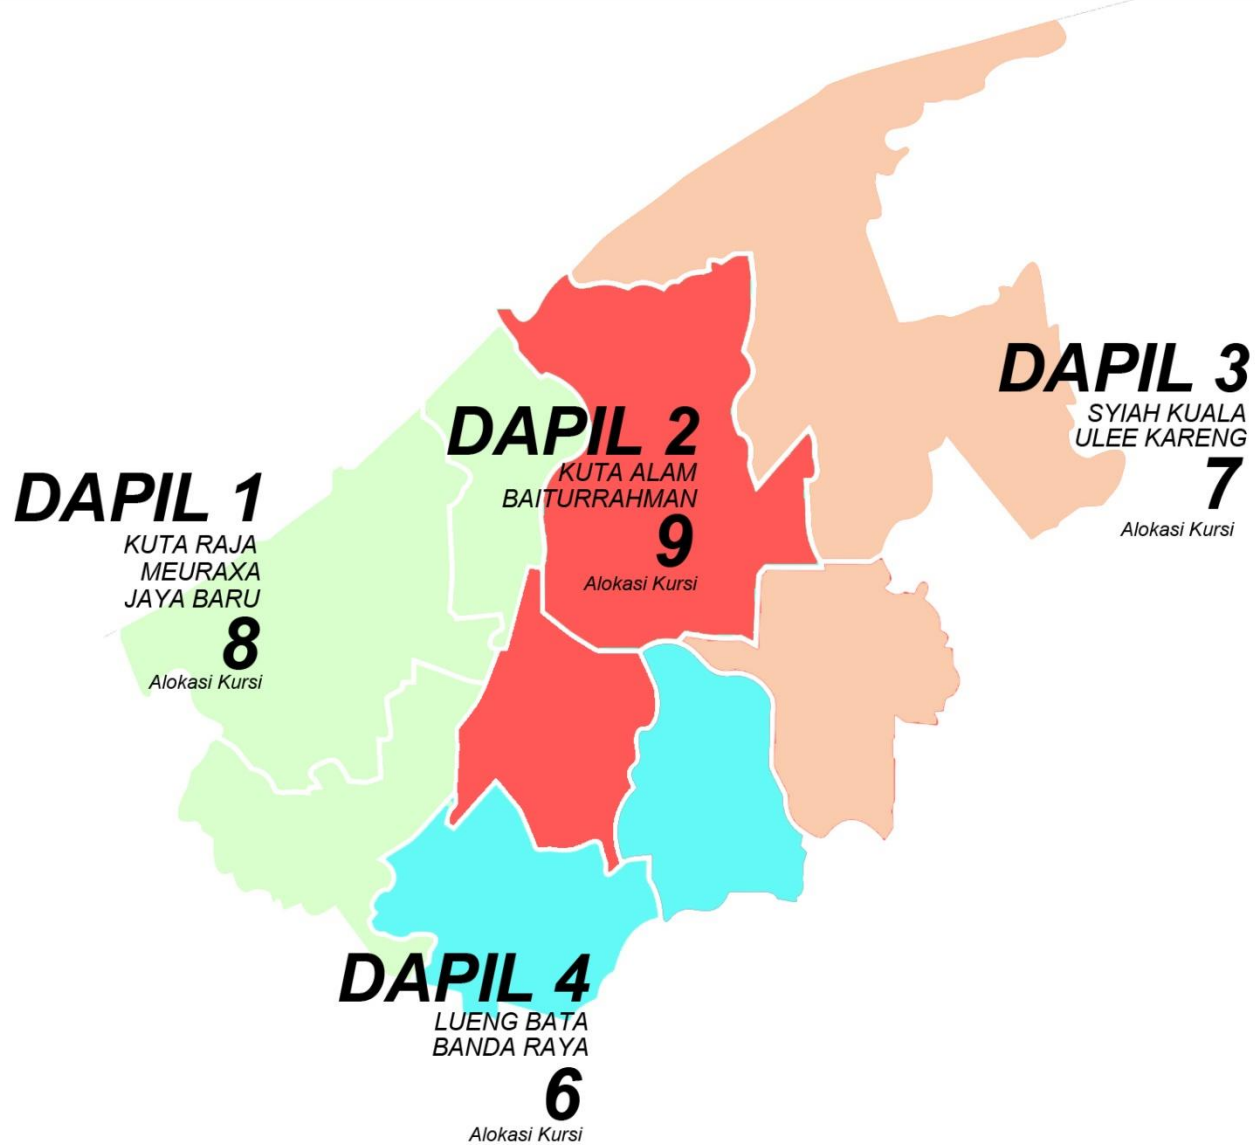 DAPIL 1
KUTA RAJA
MEURAXA
JAYA BARU
8
Alokasi Kursi
DAPIL 2
KUTA ALAM
BAITURRAHMAN
9
Alokasi Kursi
DAPIL 3
SYIAH KUALA
ULEE KARENG
7
Alokasi Kursi
DAPIL 4
LUENG BATA
BANDA RAYA
6
Alokasi Kursi